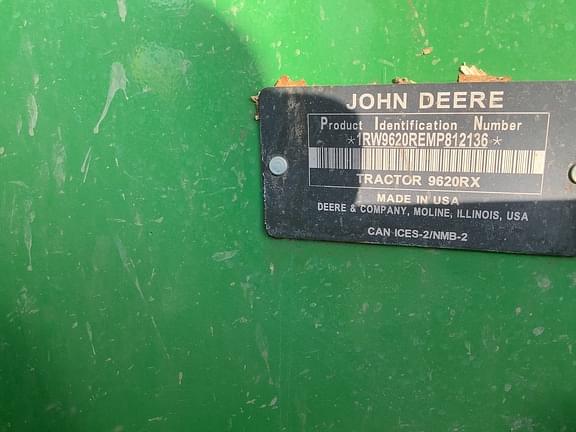 JOHN DEERE
Product Identification Number
*1RW9620REMP812136*
TRACTOR 9620RX
MADE IN USA
DEERE & COMPANY, MOLINE, ILLINOIS, USA
CAN ICES-2/NMB-2